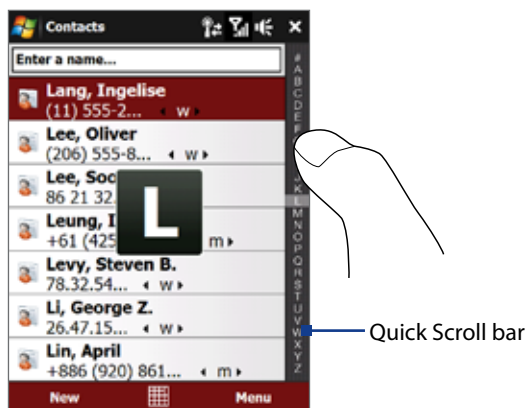 Contacts
Enter a name...
Lang, Ingelise
(11) 555-2... w
Lee, Oliver
(206) 555-8... w
Lee, Soo
86 21 32.
Leung, I
+61 (425 m
Levy, Steven B.
78.32.54... w
Li, George Z.
26.47.15... w
Lin, April
+886 (920) 861... m
New Menu
#
A
B
C
D
E
F
J
K
L
M
N
O
P
Q
R
S
T
U
V
W
X
Y
Z
L
Quick Scroll bar